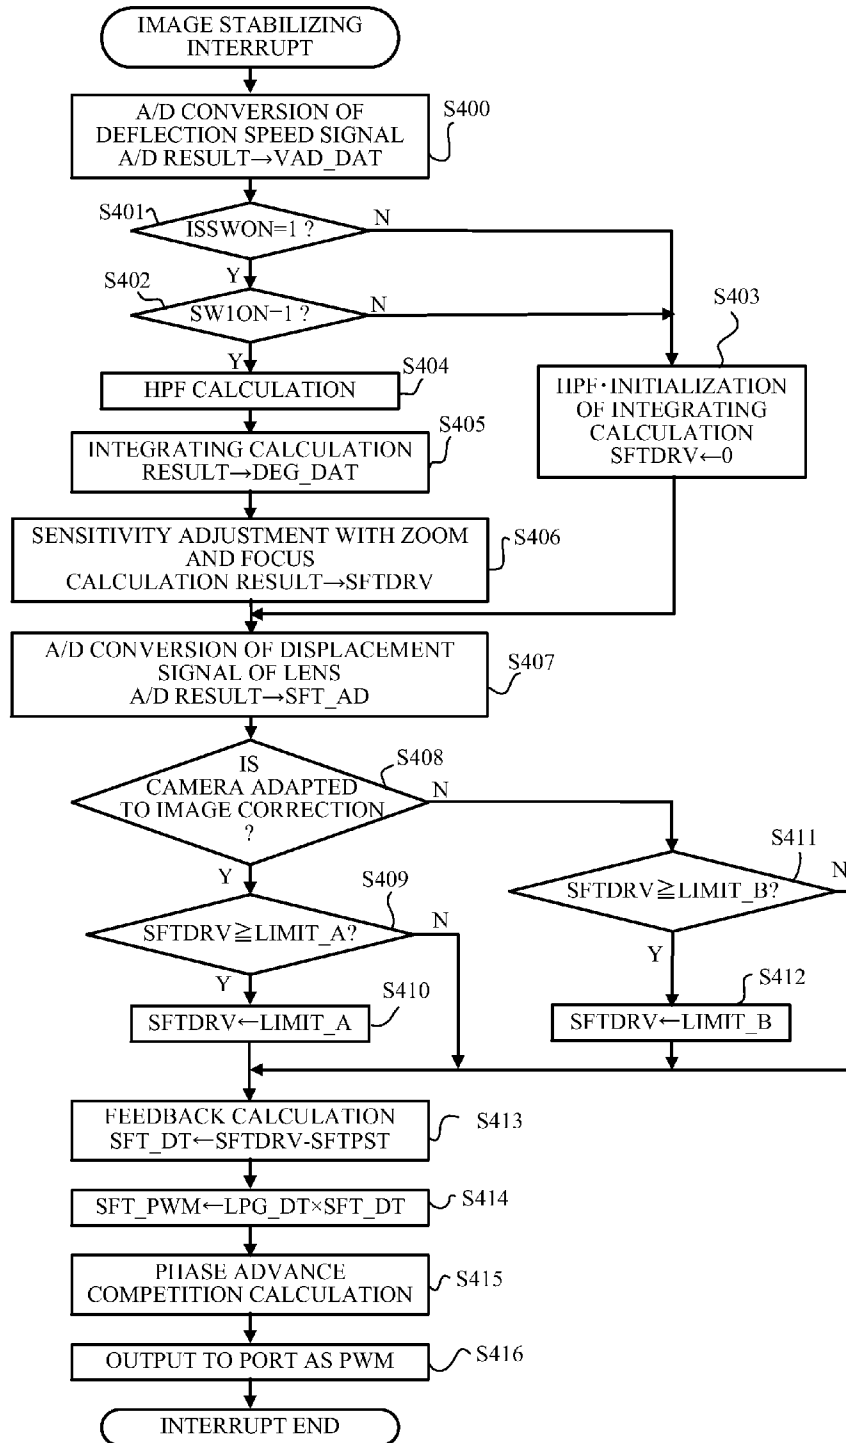 IMAGE STABILIZING
INTERRUPT
A/D CONVERSION OF
DEFLECTION SPEED SIGNAL
A/D RESULT→VAD_DAT
S400
S401
ISSWON=1 ?
N
Y
S402
SW1ON=1 ?
N
Y
S403
HPF・INITIALIZATION
OF INTEGRATING
CALCULATION
SFTDRV←0
S404
HPF CALCULATION
S405
INTEGRATING CALCULATION
RESULT→DEG_DAT
SENSITIVITY ADJUSTMENT WITH ZOOM
AND FOCUS
CALCULATION RESULT→SFTDRV
S406
A/D CONVERSION OF DISPLACEMENT
SIGNAL OF LENS
A/D RESULT→SFT_AD
S407
IS
CAMERA ADAPTED
TO IMAGE CORRECTION
?
S408
N
Y
S409
SFTDRV≧LIMIT_A?
N
Y
S410
SFTDRV←LIMIT_A
S411
SFTDRV≧LIMIT_B?
N
Y
S412
SFTDRV←LIMIT_B
FEEDBACK CALCULATION
SFT_DT←SFTDRV-SFTPST
S413
SFT_PWM←LPG_DT×SFT_DT
S414
PHASE ADVANCE
COMPETITION CALCULATION
S415
OUTPUT TO PORT AS PWM
S416
INTERRUPT END